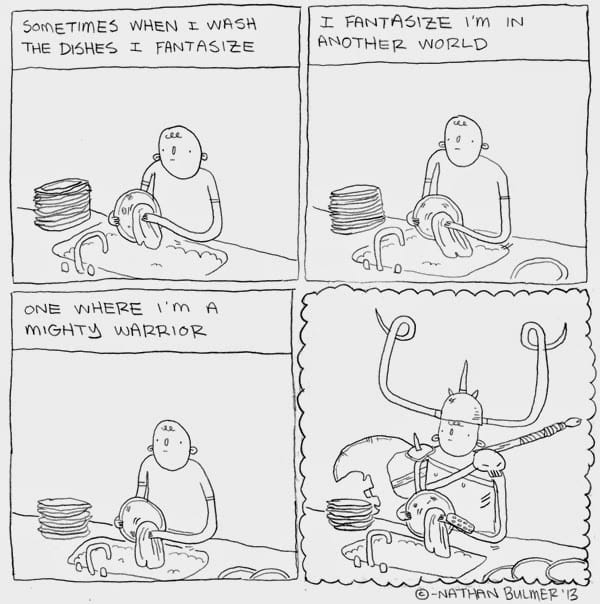 SOMETIMES WHEN I WASH
THE DISHES I FANTASIZE
I FANTASIZE I'M IN
ANOTHER WORLD
ONE WHERE I'M A
MIGHTY WARRIOR
©-NATHAN BULMER '13